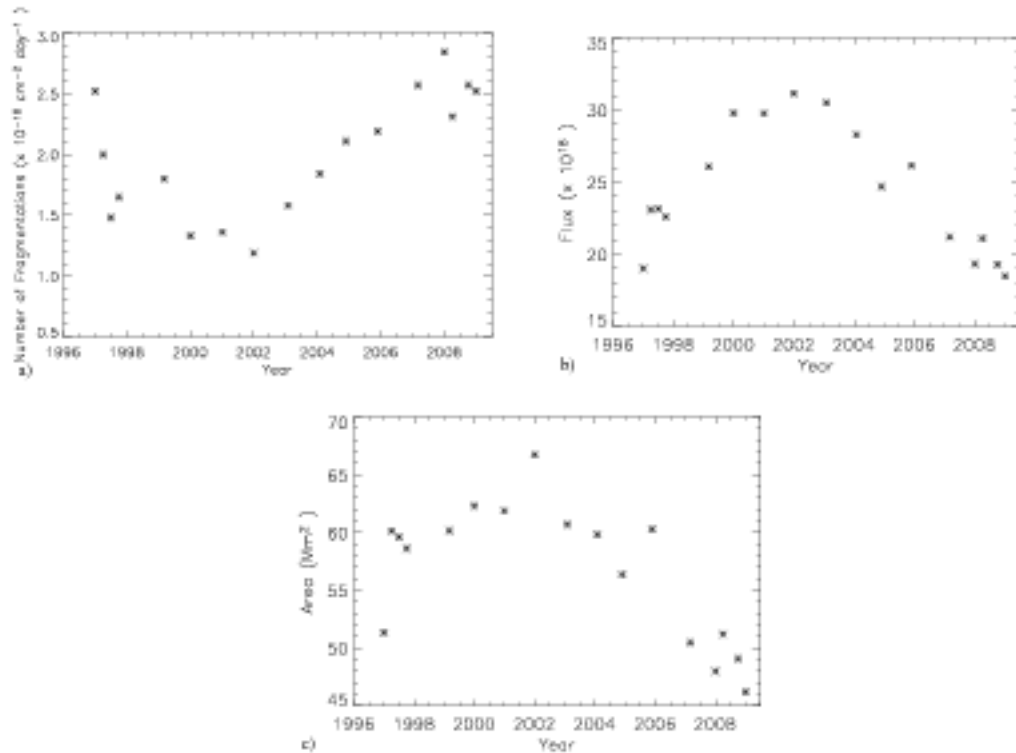 Number of Fragmentations (x 10⁻¹⁸ cm⁻² day⁻¹)
3.0
2.5
2.0
1.5
1.0
0.5
1996 1998 2000 2002 2004 2006 2008
Year
a)
Flux (x 10¹⁶)
35
30
25
20
15
1996 1998 2000 2002 2004 2006 2008
Year
b)
Area (Mm²)
70
65
60
55
50
45
1996 1998 2000 2002 2004 2006 2008
Year
c)